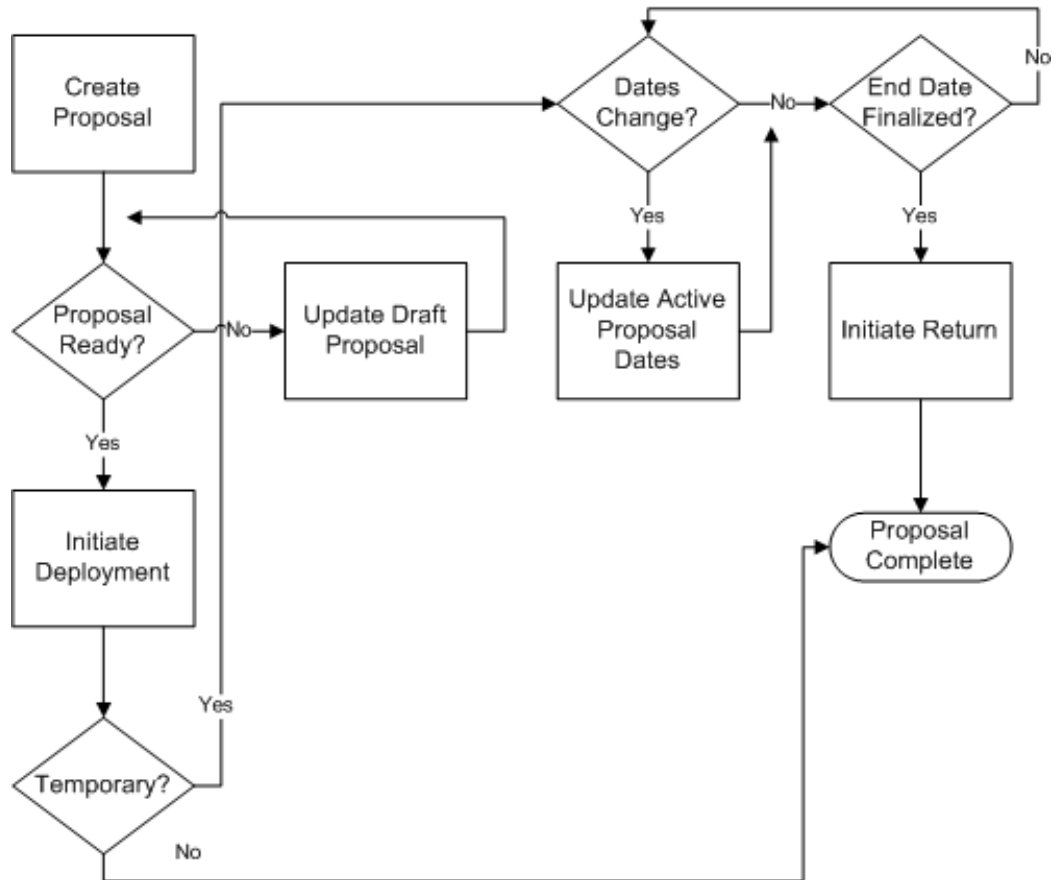 Create
Proposal
Proposal
Ready?
No
Update Draft
Proposal
Yes
Initiate
Deployment
Temporary?
Yes
No
Dates
Change?
No
Yes
Update Active
Proposal
Dates
End Date
Finalized?
No
Yes
Initiate Return
Proposal
Complete